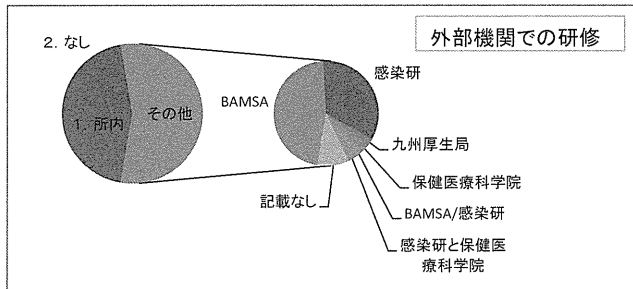 外部機関での研修
2. なし
1. 所内
その他
BAMSA
感染研
九州厚生局
保健医療科学院
BAMSA/感染研
感染研と保健医
療科学院
記載なし